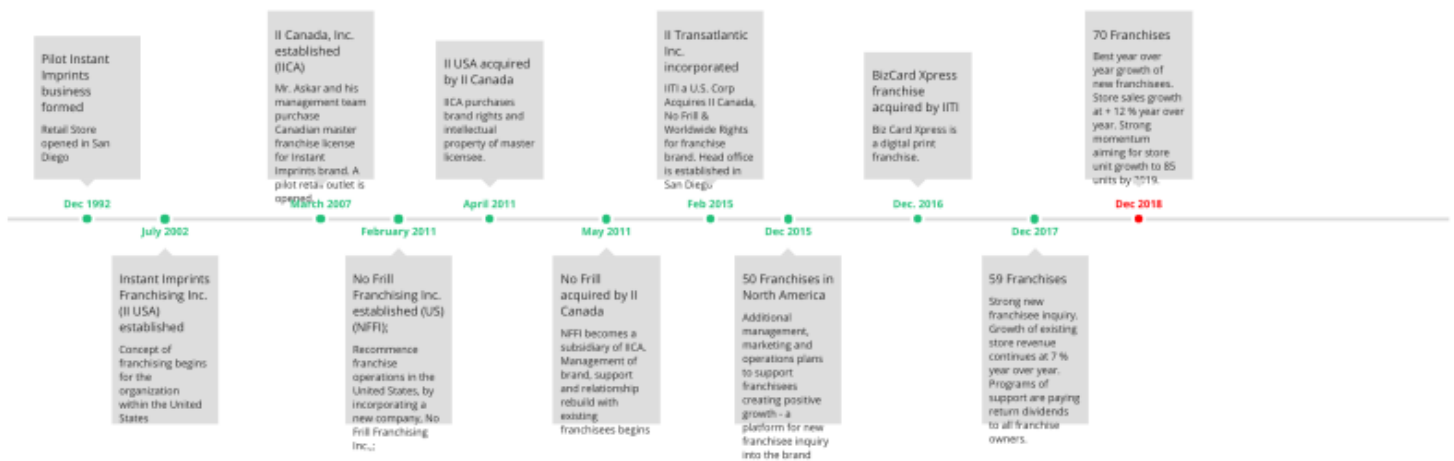 Pilot Instant
Imprints
business
formed
Retail Store
opened in San
Diego
Dec 1992
July 2002
Instant Imprints
Franchising Inc.
(II USA)
established
Concept of
franchising begins
for the
organization
within the United
States
II Canada, Inc.
established
(IICA)
Mr. Askar and his
management team
purchase
Canadian master
franchise license
for Instant
Imprints brand. A
pilot retail outlet is
opened.
March 2007
February 2011
No Frill
Franchising Inc.
established (US)
(NFFI);
Recommence
franchise
operations in the
United States, by
incorporating a
new company, No
Frill Franchising
Inc.,;
II USA acquired
by II Canada
IICA purchases
brand rights and
intellectual
property of master
licensee.
April 2011
May 2011
No Frill
acquired by II
Canada
NFFI becomes a
subsidiary of IICA.
Management of
brand, support
and relationship
rebuild with
existing
franchisees begins
II Transatlantic
Inc.
incorporated
IITI a U.S. Corp
Acquires II Canada,
No Frill &
Worldwide Rights
for franchise
brand. Head office
is established in
San Diego
Feb 2015
Dec 2015
50 Franchises in
North America
Additional
management,
marketing and
operations plans
to support
franchisees
creating positive
growth - a
platform for new
franchisee inquiry
into the brand
BizCard Xpress
franchise
acquired by IITI
Biz Card Xpress is
a digital print
franchise.
Dec. 2016
Dec 2017
59 Franchises
Strong new
franchisee inquiry.
Growth of existing
store revenue
continues at 7 %
year over year.
Programs of
support are paying
return dividends
to all franchise
owners.
70 Franchises
Best year over
year growth of
new franchisees.
Store sales growth
at + 12 % year over
year. Strong
momentum
aiming for store
unit growth to 85
units by 2019.
Dec 2018